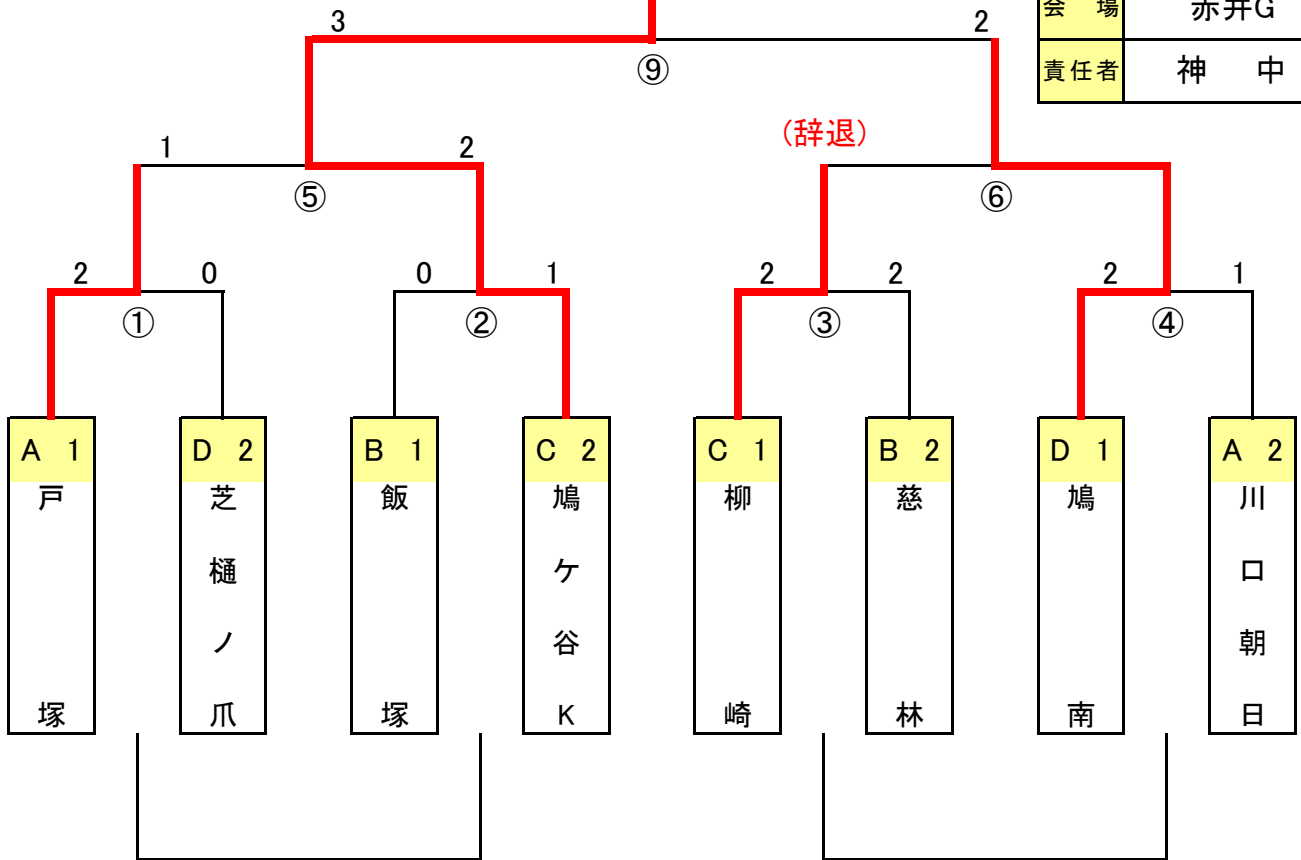 3
2
会 場 赤井G
⑨
責任者 神 中
(辞退)
1
2
⑤
⑥
2
0
0
1
2
2
2
1
①
②
③
④
A 1
D 2
B 1
C 2
C 1
B 2
D 1
A 2
戸塚
芝樋ノ爪
飯塚
鳩ケ谷K
柳崎
慈林
鳩南
川口朝日